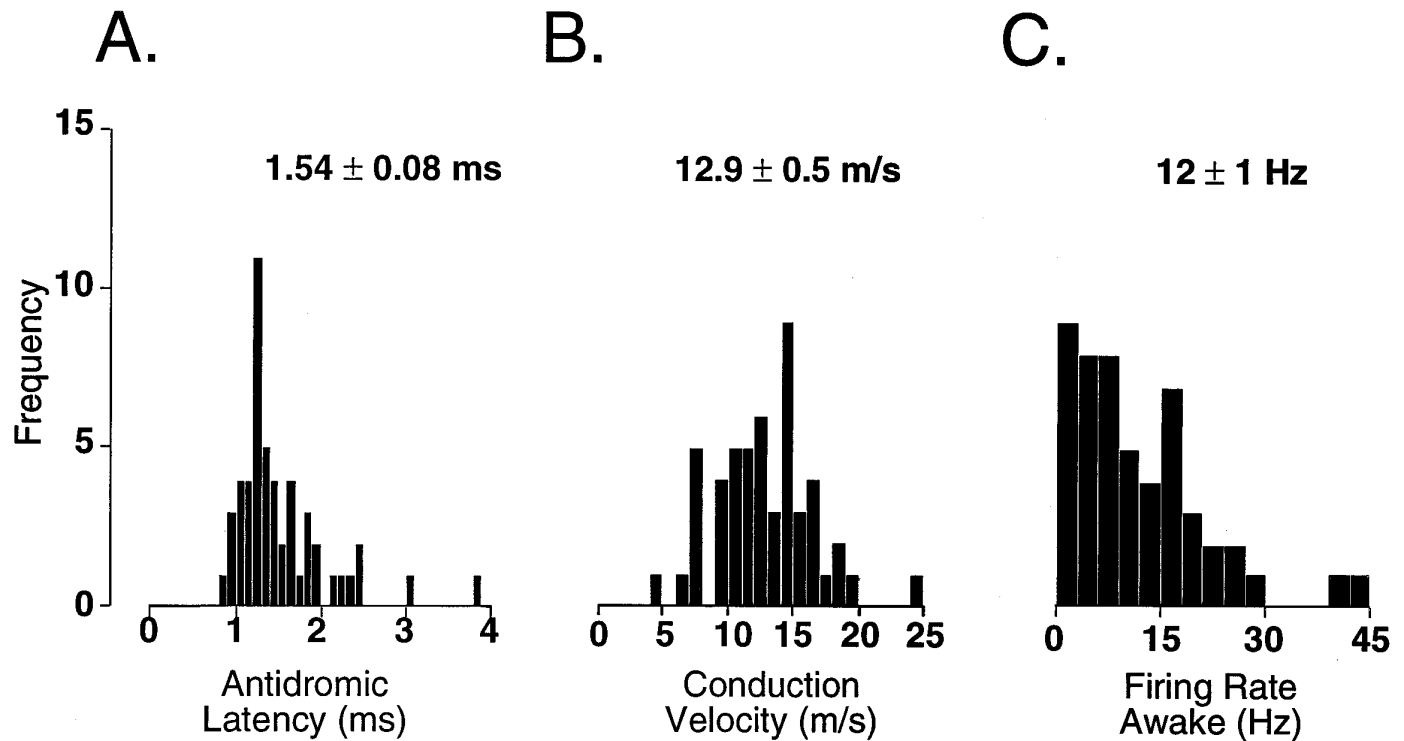 A.
B.
C.
15
10
5
0
Frequency
1.54 ± 0.08 ms
12.9 ± 0.5 m/s
12 ± 1 Hz
0 1 2 3 4
0 5 10 15 20 25
0 15 30 45
Antidromic
Latency (ms)
Conduction
Velocity (m/s)
Firing Rate
Awake (Hz)